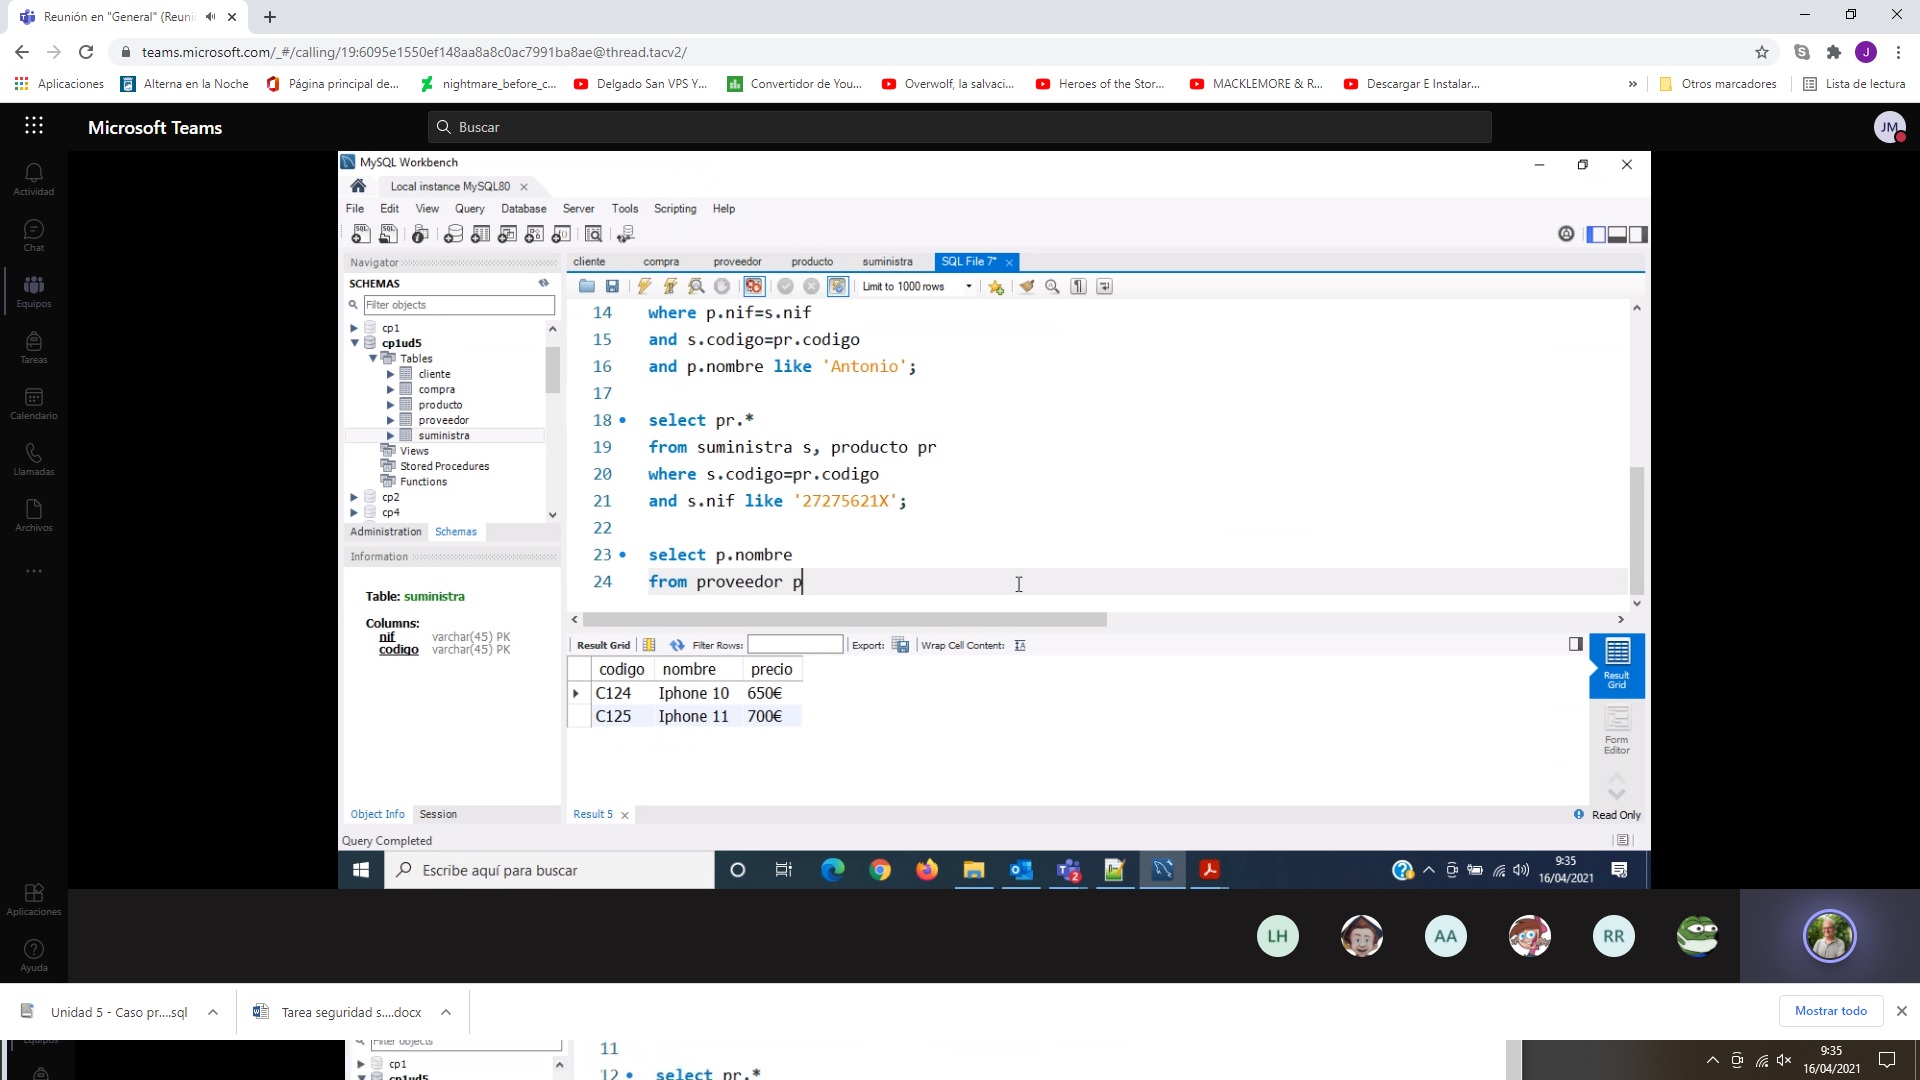 Reunión en "General" (Reuni
teams.microsoft.com/_#/calling/19:6095e1550ef148aa8a8c0ac7991ba8ae@thread.tacv2/
J
Aplicaciones
Alterna en la Noche
Página principal de...
nightmare_before_c...
Delgado San VPS Y...
Convertidor de You...
Overwolf, la salvaci...
Heroes of the Stor...
MACKLEMORE & R...
Descargar E Instalar...
»
Otros marcadores
Lista de lectura
Microsoft Teams
Buscar
JM
Actividad
Chat
Equipos
Tareas
Calendario
Llamadas
Archivos
Aplicaciones
Ayuda
MySQL Workbench
Local instance MySQL80
File Edit View Query Database Server Tools Scripting Help
Navigator
SCHEMAS
Filter objects
cp1
cp1ud5
Tables
cliente
compra
producto
proveedor
suministra
Views
Stored Procedures
Functions
cp2
cp4
Administration Schemas
Information
Table: suministra
Columns:
nif varchar(45) PK
codigo varchar(45) PK
Object Info Session
Query Completed
cliente compra proveedor producto suministra SQL File 7*
Limit to 1000 rows
14 where p.nif=s.nif
15 and s.codigo=pr.codigo
16 and p.nombre like 'Antonio';
17
18 select pr.*
19 from suministra s, producto pr
20 where s.codigo=pr.codigo
21 and s.nif like '27275621X';
22
23 select p.nombre
24 from proveedor p
Result Grid Filter Rows: Export: Wrap Cell Content:
codigo nombre precio
C124 Iphone 10 650€
C125 Iphone 11 700€
Result Grid
Form Editor
Result 5
Read Only
Escribe aquí para buscar
2
9:35
16/04/2021
LH
AA
RR
Unidad 5 - Caso pr....sql
Tarea seguridad s....docx
Mostrar todo
Equipos
Filter objects
cp1
cp1ud5
11
12 select pr.*
9:35
16/04/2021